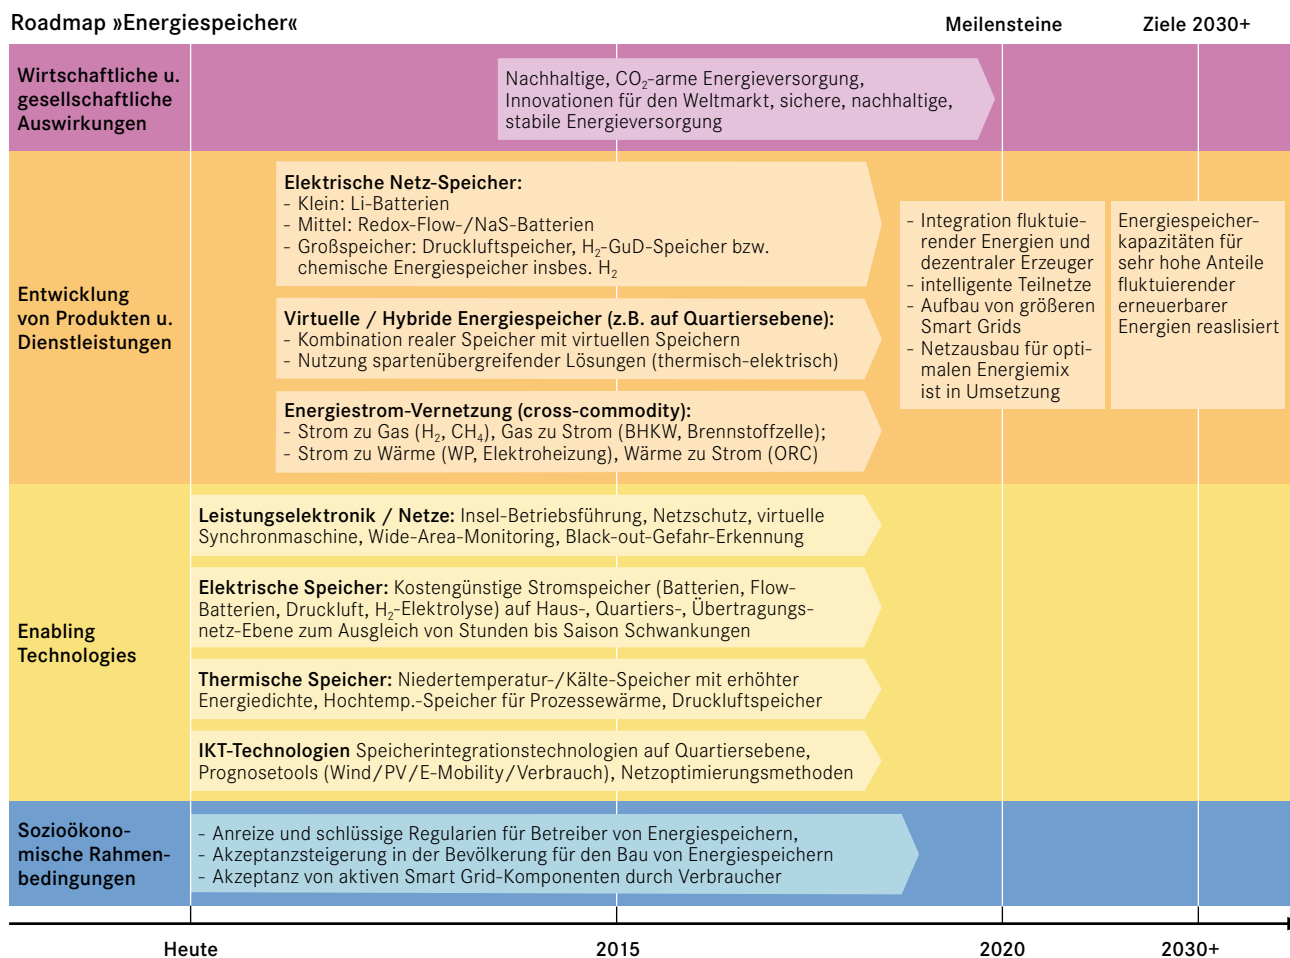 Roadmap »Energiespeicher«
Meilensteine
Ziele 2030+
Wirtschaftliche u.
gesellschaftliche
Auswirkungen
Nachhaltige, CO₂-arme Energieversorgung,
Innovationen für den Weltmarkt, sichere, nachhaltige,
stabile Energieversorgung
Entwicklung
von Produkten u.
Dienstleistungen
Elektrische Netz-Speicher:
- Klein: Li-Batterien
- Mittel: Redox-Flow-/NaS-Batterien
- Großspeicher: Druckluftspeicher, H₂-GuD-Speicher bzw.
chemische Energiespeicher insbes. H₂
Virtuelle / Hybride Energiespeicher (z.B. auf Quartiersebene):
- Kombination realer Speicher mit virtuellen Speichern
- Nutzung spartenübergreifender Lösungen (thermisch-elektrisch)
Energiestrom-Vernetzung (cross-commodity):
- Strom zu Gas (H₂, CH₄), Gas zu Strom (BHKW, Brennstoffzelle);
- Strom zu Wärme (WP, Elektroheizung), Wärme zu Strom (ORC)
- Integration fluktuie-
render Energien und
dezentraler Erzeuger
- intelligente Teilnetze
- Aufbau von größeren
Smart Grids
- Netzausbau für opti-
malen Energiemix
ist in Umsetzung
Energiespeicher-
kapazitäten für
sehr hohe Anteile
fluktuierender
erneuerbarer
Energien reaslisiert
Enabling
Technologies
Leistungselektronik / Netze: Insel-Betriebsführung, Netzschutz, virtuelle
Synchronmaschine, Wide-Area-Monitoring, Black-out-Gefahr-Erkennung
Elektrische Speicher: Kostengünstige Stromspeicher (Batterien, Flow-
Batterien, Druckluft, H₂-Elektrolyse) auf Haus-, Quartiers-, Übertragungs-
netz-Ebene zum Ausgleich von Stunden bis Saison Schwankungen
Thermische Speicher: Niedertemperatur-/Kälte-Speicher mit erhöhter
Energiedichte, Hochtemp.-Speicher für Prozessewärme, Druckluftspeicher
IKT-Technologien Speicherintegrationstechnologien auf Quartiersebene,
Prognosetools (Wind/PV/E-Mobility/Verbrauch), Netzoptimierungsmethoden
Sozioökono-
mische Rahmen-
bedingungen
- Anreize und schlüssige Regularien für Betreiber von Energiespeichern,
- Akzeptanzsteigerung in der Bevölkerung für den Bau von Energiespeichern
- Akzeptanz von aktiven Smart Grid-Komponenten durch Verbraucher
Heute
2015
2020
2030+